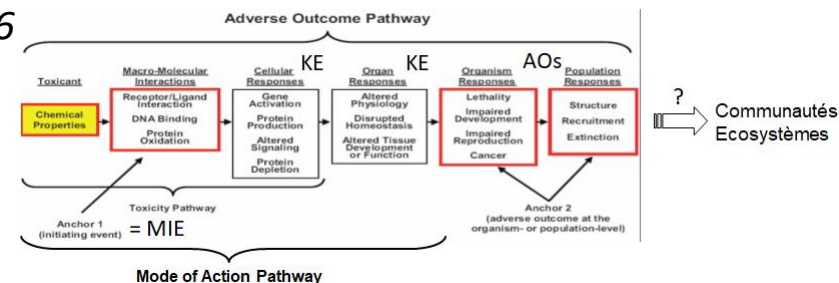 6
Adverse Outcome Pathway
Toxicant
Chemical
Properties
Macro-Molecular
Interactions
Receptor/Ligand
Interaction
DNA Binding
Protein
Oxidation
Cellular
Responses
KE
Gene
Activation
Protein
Production
Altered
Signaling
Protein
Depletion
Organ
Responses
KE
Altered
Physiology
Disrupted
Homeostasis
Altered Tissue
Development
or Function
Organism
Responses
AOs
Lethality
Impaired
Development
Impaired
Reproduction
Cancer
Population
Responses
Structure
Recruitment
Extinction
?
Communautés
Ecosystèmes
Toxicity Pathway
Anchor 1
(initiating event)
= MIE
Anchor 2
(adverse outcome at the
organism- or population-level)
Mode of Action Pathway